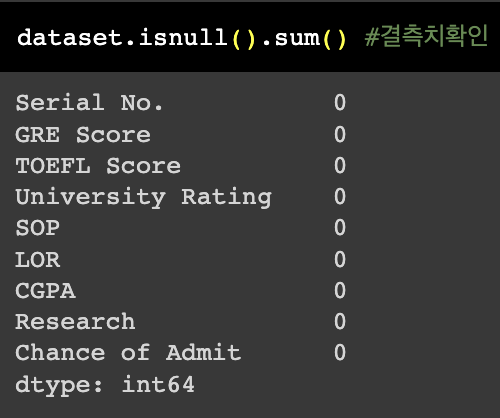 dataset.isnull().sum() #결측치확인
Serial No. 0
GRE Score 0
TOEFL Score 0
University Rating 0
SOP 0
LOR 0
CGPA 0
Research 0
Chance of Admit 0
dtype: int64